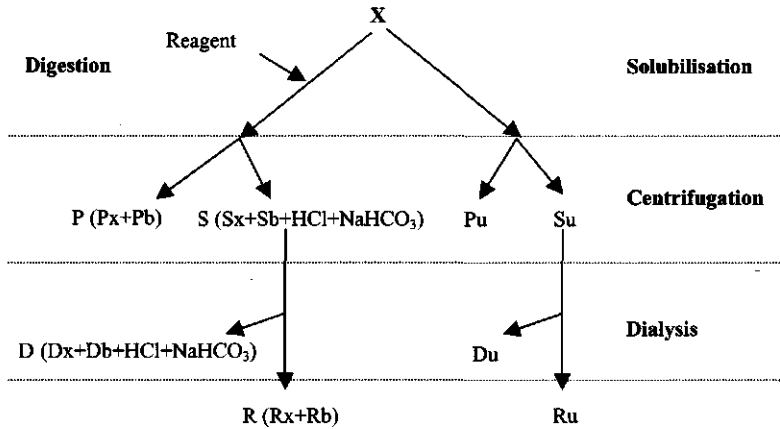 X
Reagent
Digestion
Solubilisation
P (Px+Pb) S (Sx+Sb+HCl+NaHCO₃) Pu Su
Centrifugation
D (Dx+Db+HCl+NaHCO₃) Du
Dialysis
R (Rx+Rb) Ru